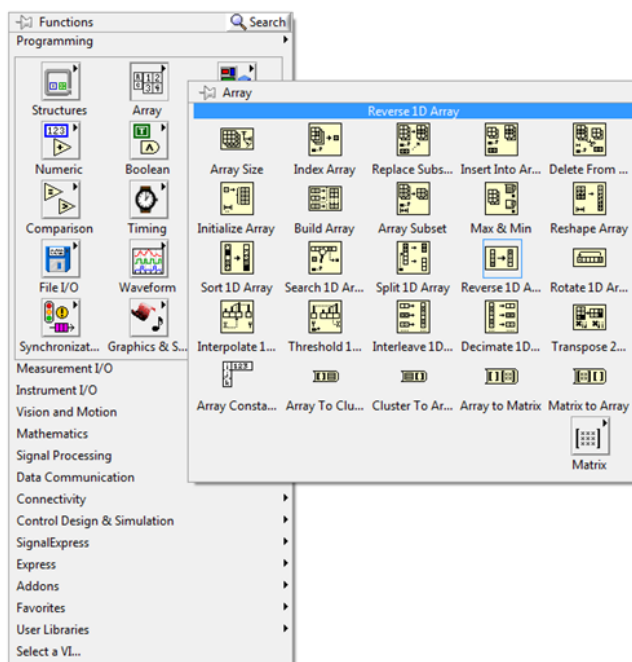 Functions
Search
Programming
Structures Array
Numeric Boolean
Comparison Timing
File I/O Waveform
Synchronizat... Graphics & S...
Measurement I/O
Instrument I/O
Vision and Motion
Mathematics
Signal Processing
Data Communication
Connectivity
Control Design & Simulation
SignalExpress
Express
Addons
Favorites
User Libraries
Select a VI...
Array
Reverse 1D Array
Array Size Index Array Replace Subs... Insert Into Ar... Delete From ...
Initialize Array Build Array Array Subset Max & Min Reshape Array
Sort 1D Array Search 1D Ar... Split 1D Array Reverse 1D A... Rotate 1D Ar...
Interpolate 1... Threshold 1... Interleave 1D... Decimate 1D... Transpose 2...
Array Consta... Array To Clu... Cluster To Ar... Array to Matrix Matrix to Array
Matrix